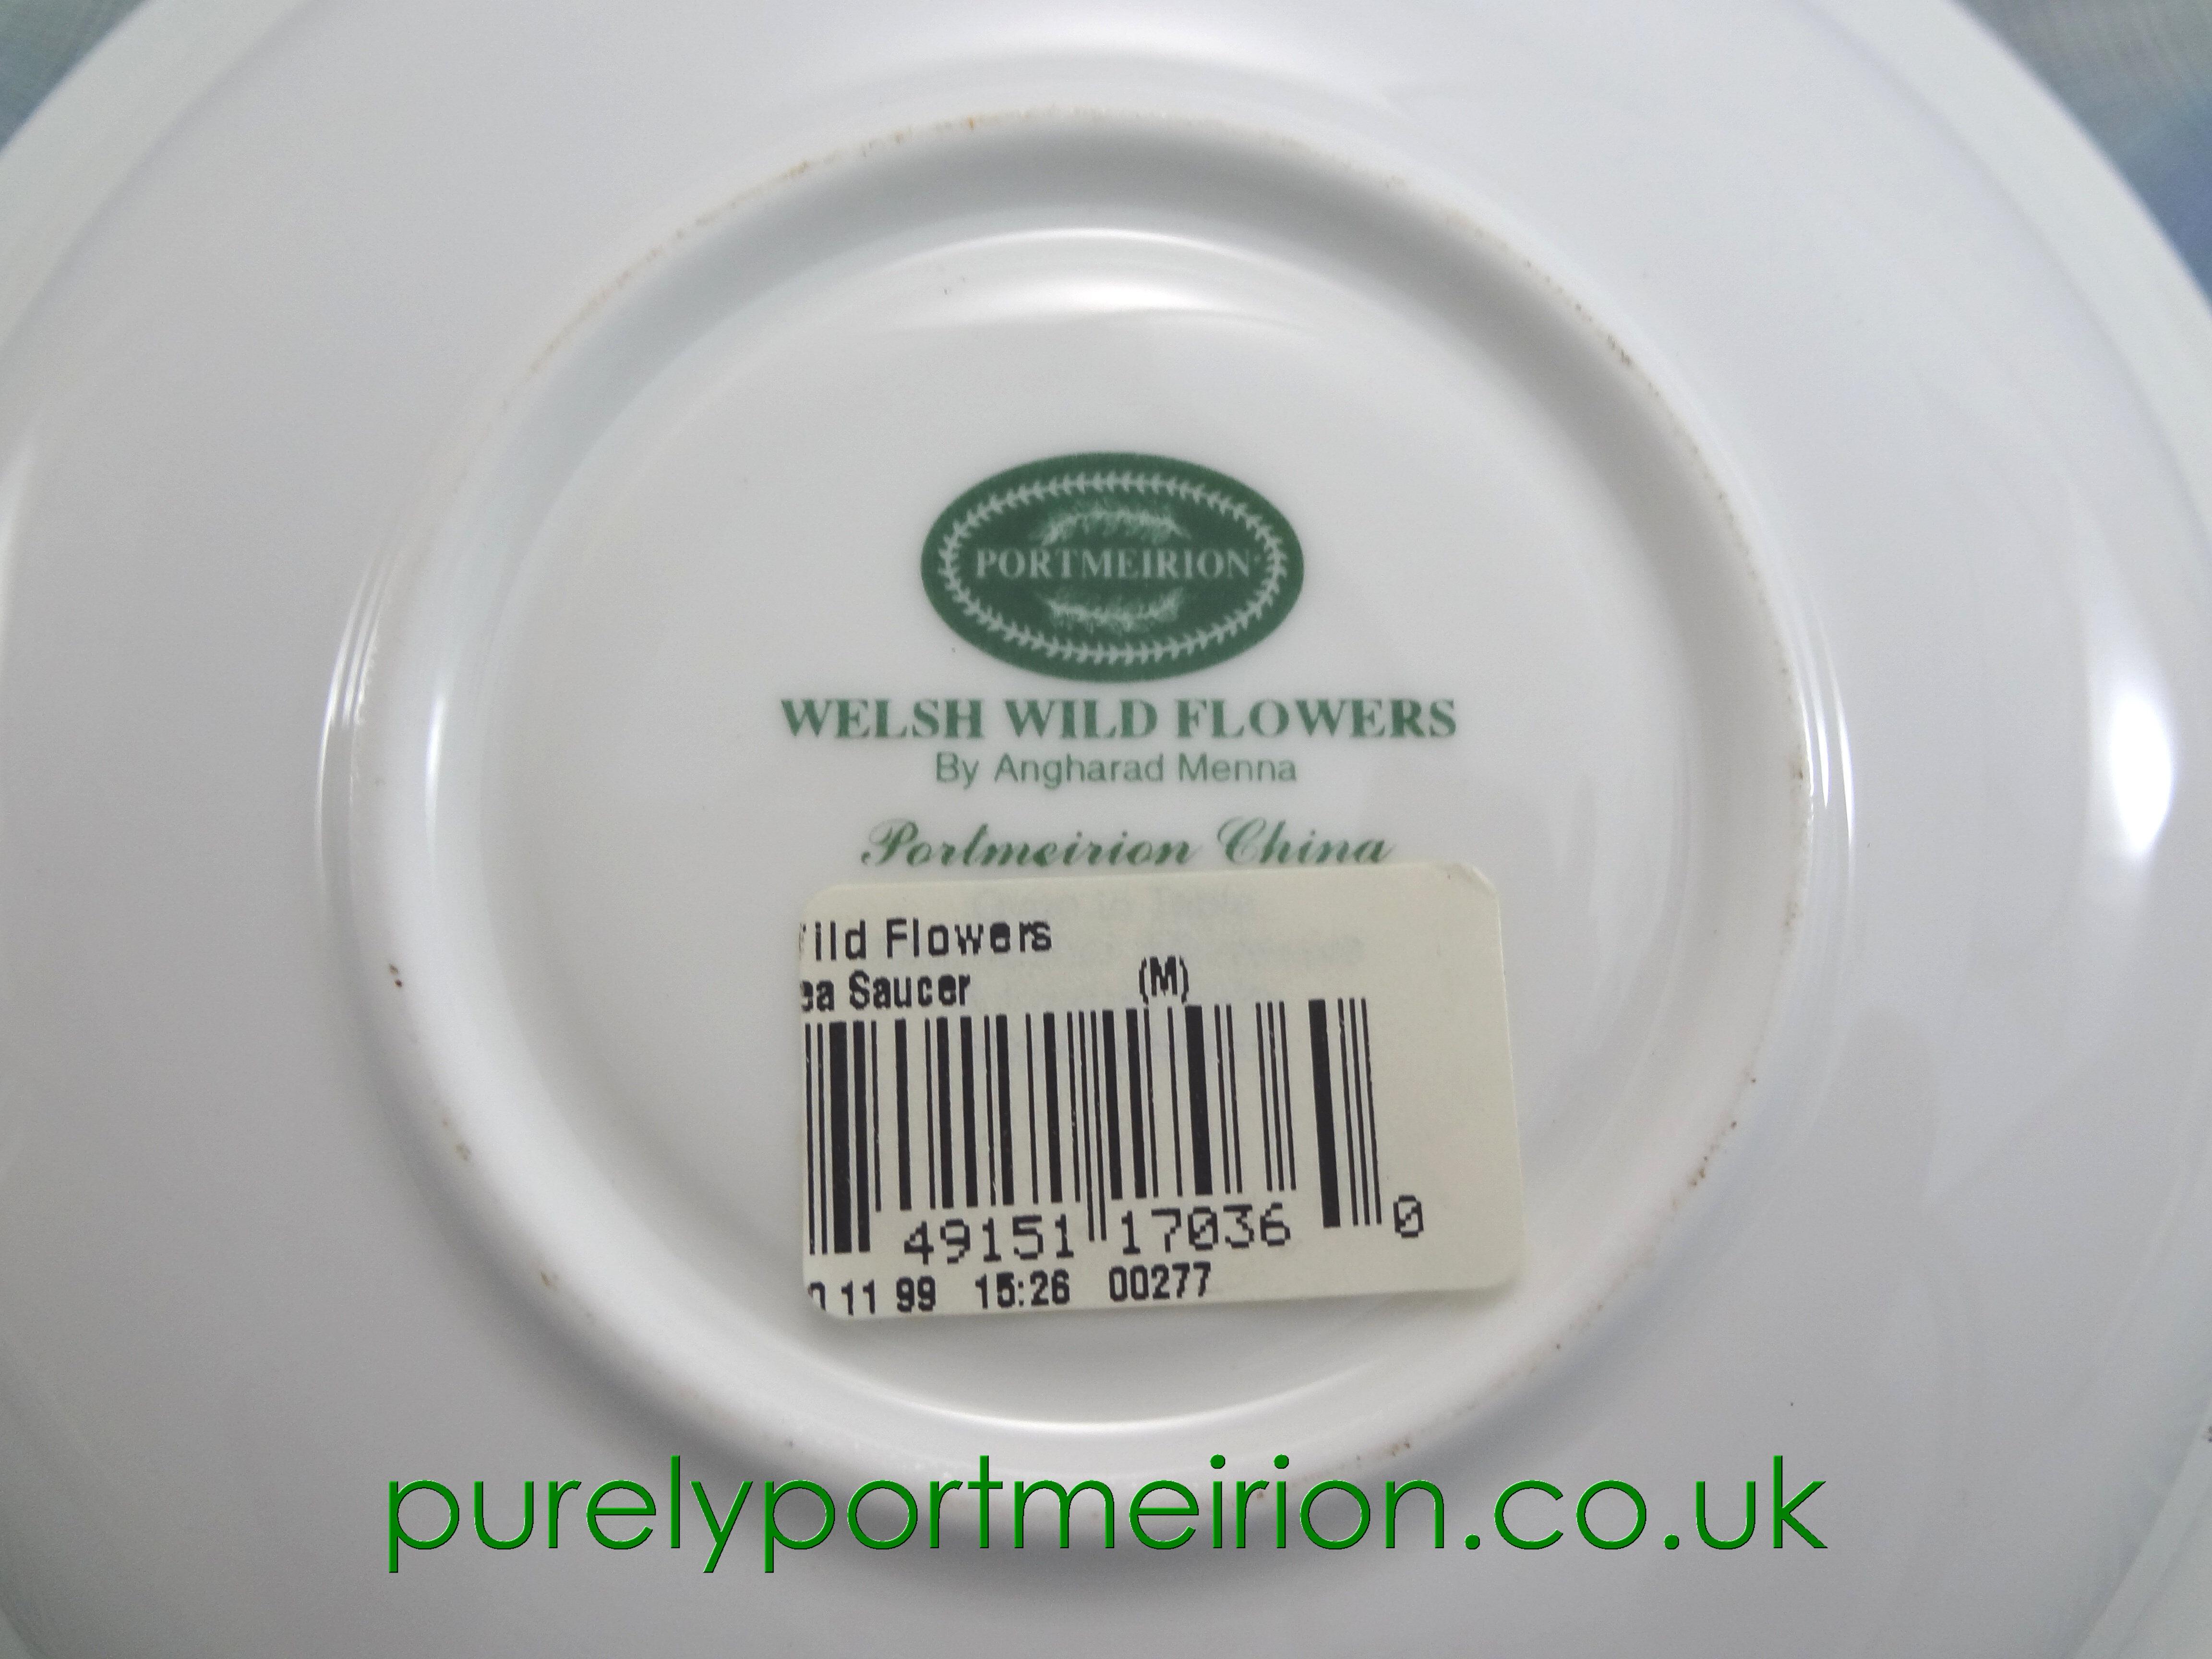 PORTMEIRION
WELSH WILD FLOWERS
By Angharad Menna
Portmeirion China
ild Flowers
ea Saucer (M)
49151 17036 0
11 99 15:26 00277
purelyportmeirion.co.uk